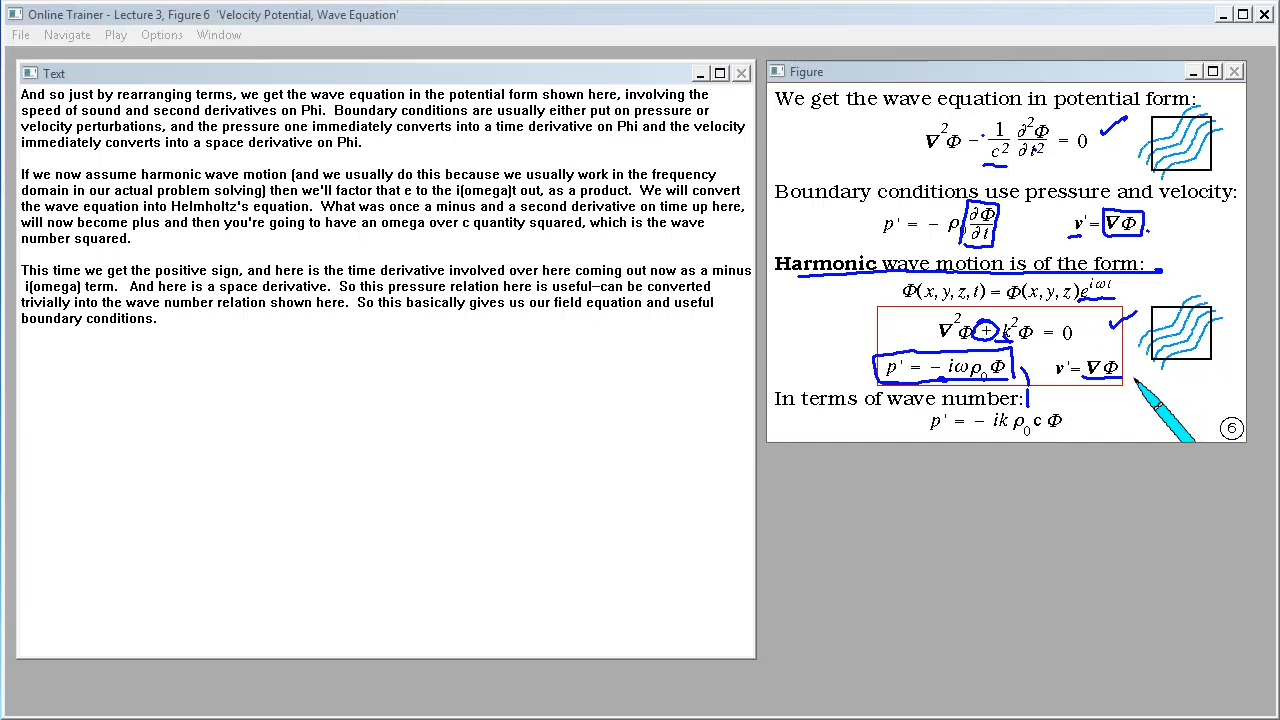 Online Trainer - Lecture 3, Figure 6 'Velocity Potential, Wave Equation'
File Navigate Play Options Window
Text
And so just by rearranging terms, we get the wave equation in the potential form shown here, involving the
speed of sound and second derivatives on Phi. Boundary conditions are usually either put on pressure or
velocity perturbations, and the pressure one immediately converts into a time derivative on Phi and the velocity
immediately converts into a space derivative on Phi.
If we now assume harmonic wave motion (and we usually do this because we usually work in the frequency
domain in our actual problem solving) then we'll factor that e to the i(omega)t out, as a product. We will convert
the wave equation into Helmholtz's equation. What was once a minus and a second derivative on time up here,
will now become plus and then you're going to have an omega over c quantity squared, which is the wave
number squared.
This time we get the positive sign, and here is the time derivative involved over here coming out now as a minus
i(omega) term. And here is a space derivative. So this pressure relation here is useful–can be converted
trivially into the wave number relation shown here. So this basically gives us our field equation and useful
boundary conditions.
Figure
We get the wave equation in potential form:
∇²Φ − 1/c² ∂²Φ/∂t² = 0
Boundary conditions use pressure and velocity:
p' = − ρ₀ ∂Φ/∂t v' = ∇Φ
Harmonic wave motion is of the form:
Φ(x, y, z, t) = Φ(x, y, z)e^{iωt}
∇²Φ + k²Φ = 0
p' = − iωρ₀Φ v' = ∇Φ
In terms of wave number:
p' = − ik ρ₀ c Φ
6